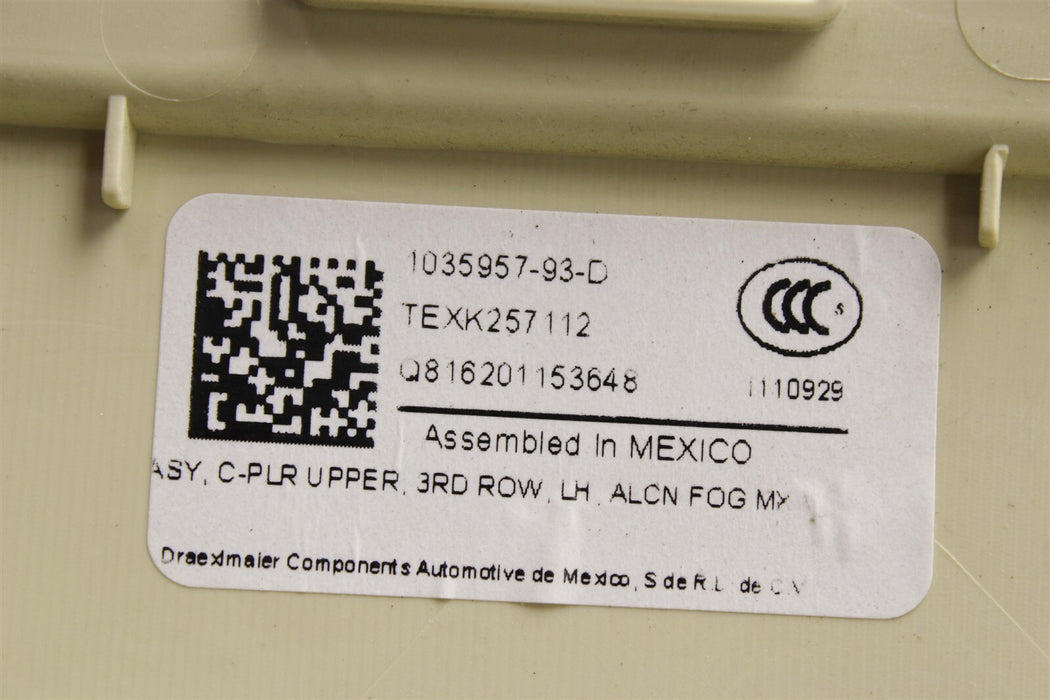 1035957-93-D
TEXK257112
Q816201153648
CCC S
1110929
Assembled In MEXICO
ASY, C-PLR UPPER, 3RD ROW, LH, ALCN FOG MX
Draexlmaier Components Automotive de Mexico, S de R.L. de C.V